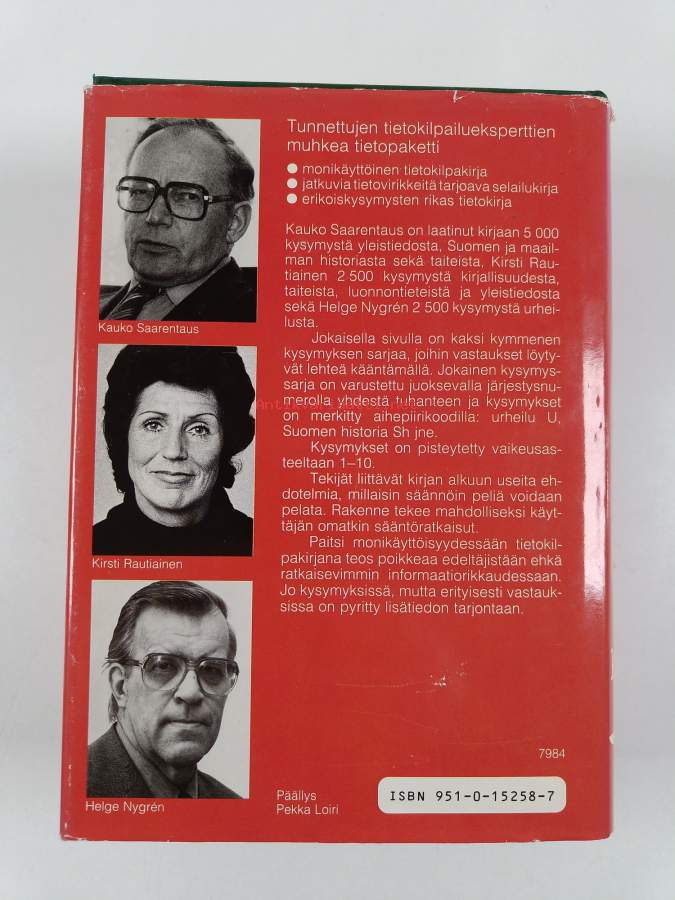 Tunnettujen tietokilpailueksperttien
muhkea tietopaketti
● monikäyttöinen tietokilpakirja
● jatkuvia tietovirikkeitä tarjoava selailukirja
● erikoiskysymysten rikas tietokirja
Kauko Saarentaus on laatinut kirjaan 5 000
kysymystä yleistiedosta, Suomen ja maail-
man historiasta sekä taiteista, Kirsti Rau-
tiainen 2 500 kysymystä kirjallisuudesta,
taiteista, luonnontieteistä ja yleistiedosta
sekä Helge Nygrén 2 500 kysymystä urhei-
lusta.
Jokaisella sivulla on kaksi kymmenen
kysymyksen sarjaa, joihin vastaukset löyty-
vät lehteä kääntämällä. Jokainen kysymys-
sarja on varustettu juoksevalla järjestysnu-
merolla yhdestä tuhanteen ja kysymykset
on merkitty aihepiirikoodilla: urheilu U,
Suomen historia Sh jne.
Kysymykset on pisteytetty vaikeusas-
teeltaan 1–10.
Tekijät liittävät kirjan alkuun useita eh-
dotelmia, millaisin säännöin peliä voidaan
pelata. Rakenne tekee mahdolliseksi käyt-
täjän omatkin sääntöratkaisut.
Paitsi monikäyttöisyydessään tietokil-
pakirjana teos poikkeaa edeltäjistään ehkä
ratkaisevimmin informaatiorikkaudessaan.
Jo kysymyksissä, mutta erityisesti vastauk-
sissa on pyritty lisätiedon tarjontaan.
Kauko Saarentaus
Kirsti Rautiainen
Helge Nygrén
Päällys
Pekka Loiri
7984
ISBN 951-0-15258-7